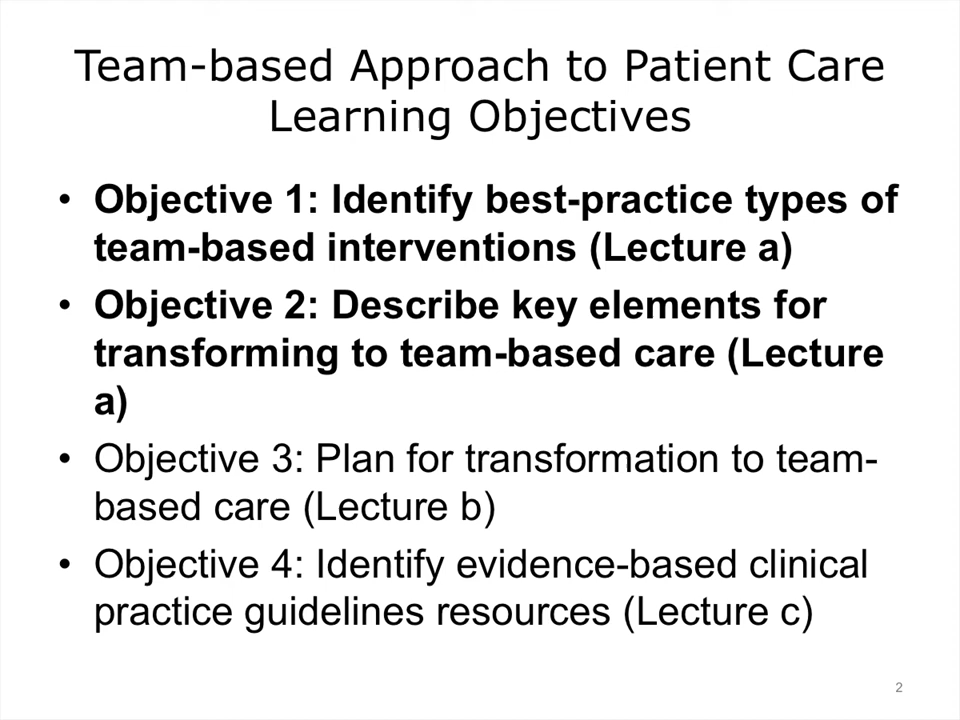 Team-based Approach to Patient Care
Learning Objectives
• Objective 1: Identify best-practice types of
team-based interventions (Lecture a)
• Objective 2: Describe key elements for
transforming to team-based care (Lecture
a)
• Objective 3: Plan for transformation to team-
based care (Lecture b)
• Objective 4: Identify evidence-based clinical
practice guidelines resources (Lecture c)
2